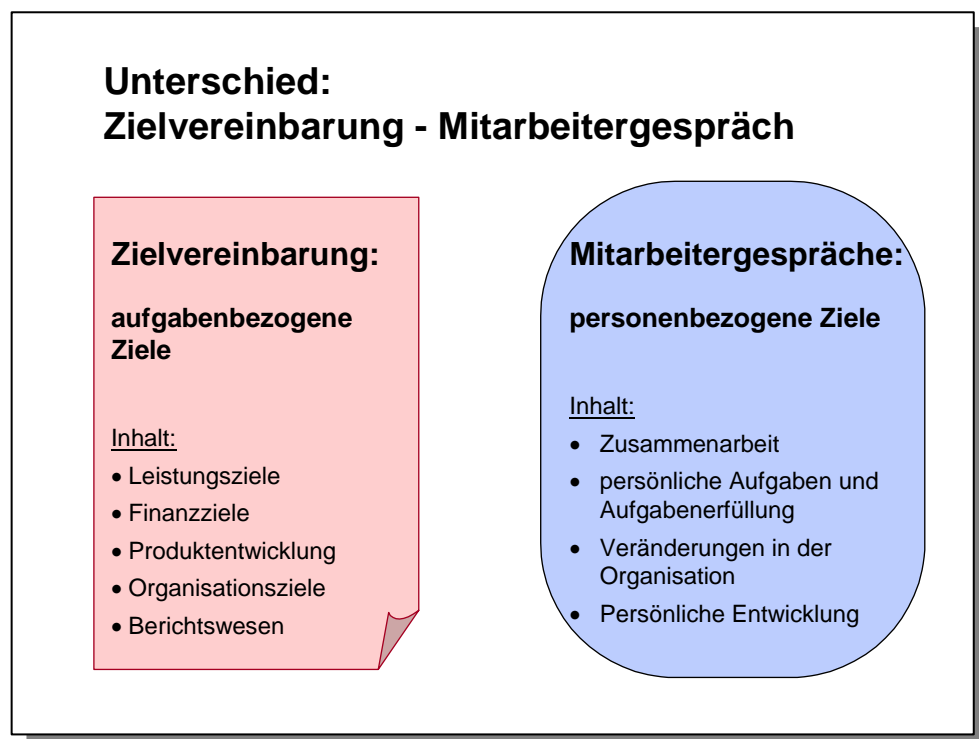 Unterschied:
Zielvereinbarung - Mitarbeitergespräch
Zielvereinbarung:
aufgabenbezogene
Ziele
Inhalt:
• Leistungsziele
• Finanzziele
• Produktentwicklung
• Organisationsziele
• Berichtswesen
Mitarbeitergespräche:
personenbezogene Ziele
Inhalt:
• Zusammenarbeit
• persönliche Aufgaben und
Aufgabenerfüllung
• Veränderungen in der
Organisation
• Persönliche Entwicklung